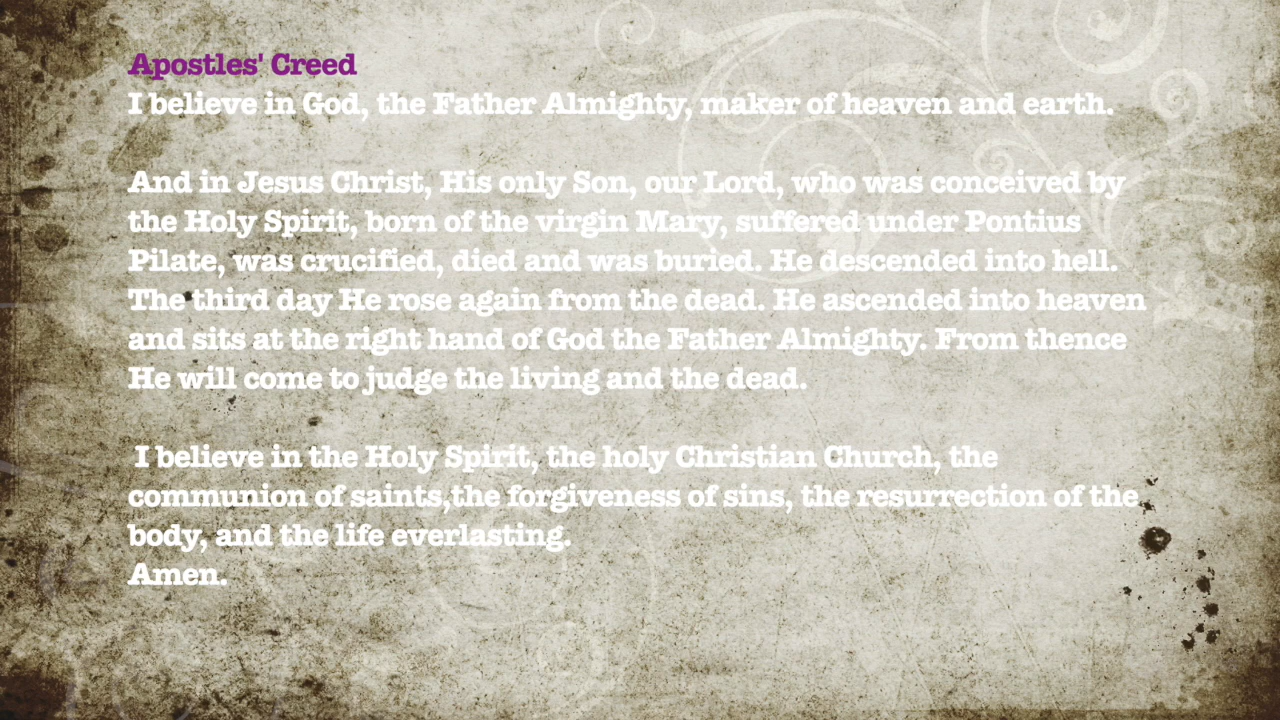 Apostles' Creed
I believe in God, the Father Almighty, maker of heaven and earth.
And in Jesus Christ, His only Son, our Lord, who was conceived by
the Holy Spirit, born of the virgin Mary, suffered under Pontius
Pilate, was crucified, died and was buried. He descended into hell.
The third day He rose again from the dead. He ascended into heaven
and sits at the right hand of God the Father Almighty. From thence
He will come to judge the living and the dead.
I believe in the Holy Spirit, the holy Christian Church, the
communion of saints,the forgiveness of sins, the resurrection of the
body, and the life everlasting.
Amen.